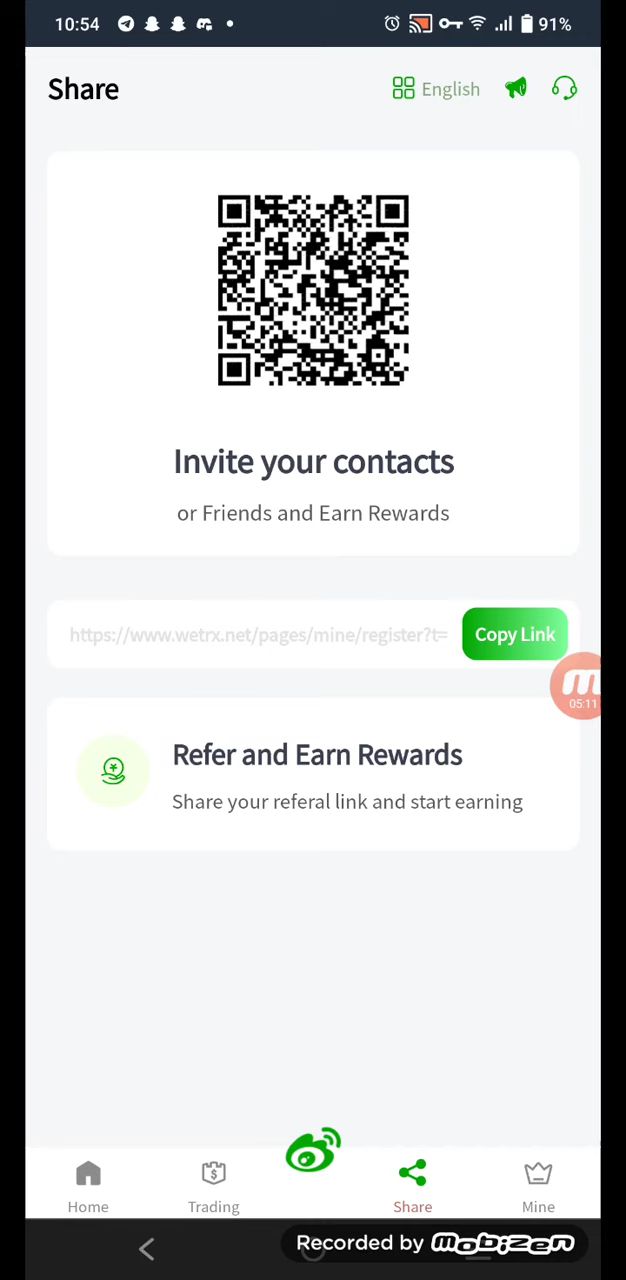 10:54 91%
Share English
Invite your contacts
or Friends and Earn Rewards
https://www.wetrx.net/pages/mine/register?t=
Copy Link
05:11
Refer and Earn Rewards
Share your referal link and start earning
Home Trading Share Mine
Recorded by mobizen